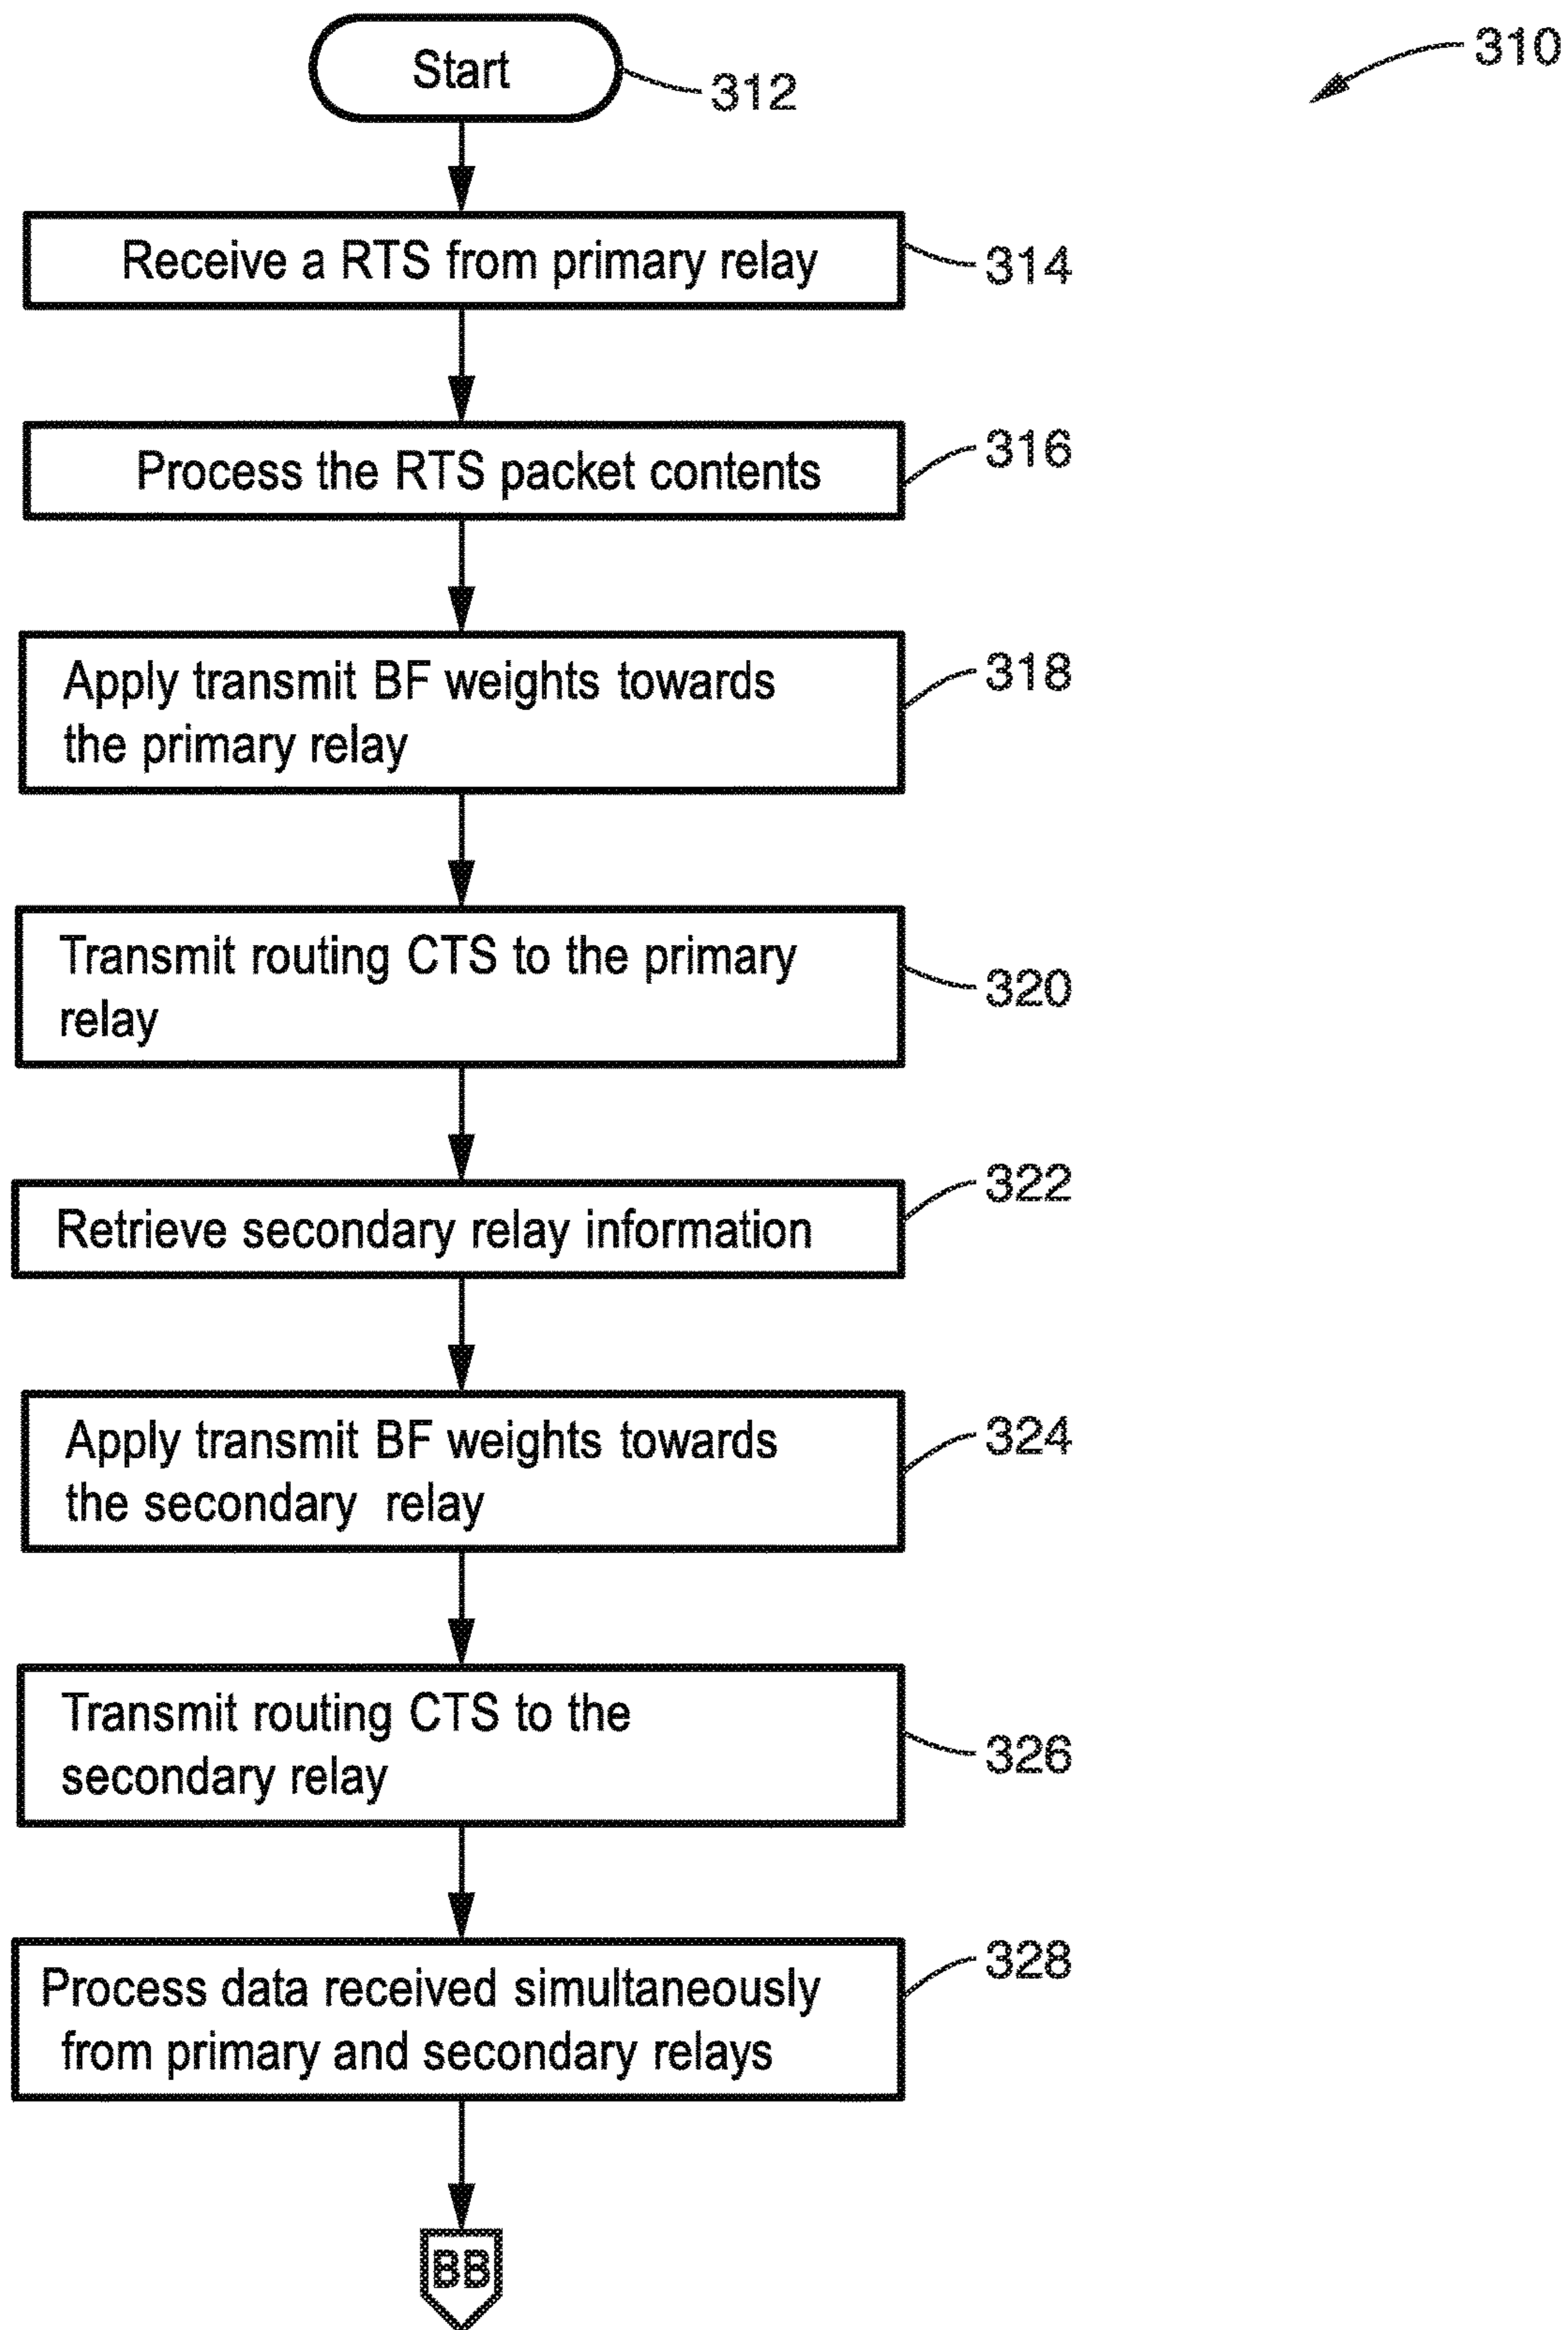 310
Start
312
Receive a RTS from primary relay
314
Process the RTS packet contents
316
Apply transmit BF weights towards
the primary relay
318
Transmit routing CTS to the primary
relay
320
Retrieve secondary relay information
322
Apply transmit BF weights towards
the secondary relay
324
Transmit routing CTS to the
secondary relay
326
Process data received simultaneously
from primary and secondary relays
328
BB